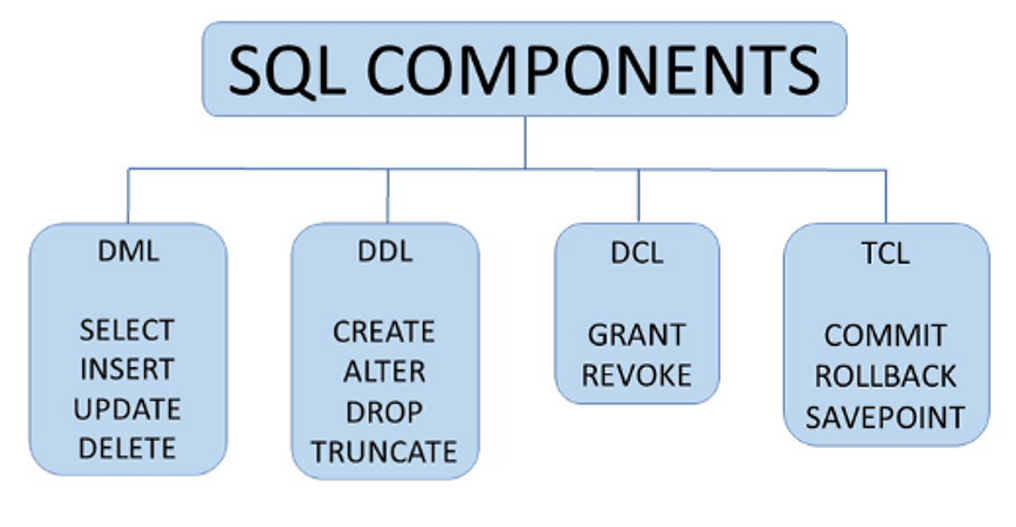 SQL COMPONENTS
DML
SELECT
INSERT
UPDATE
DELETE
DDL
CREATE
ALTER
DROP
TRUNCATE
DCL
GRANT
REVOKE
TCL
COMMIT
ROLLBACK
SAVEPOINT